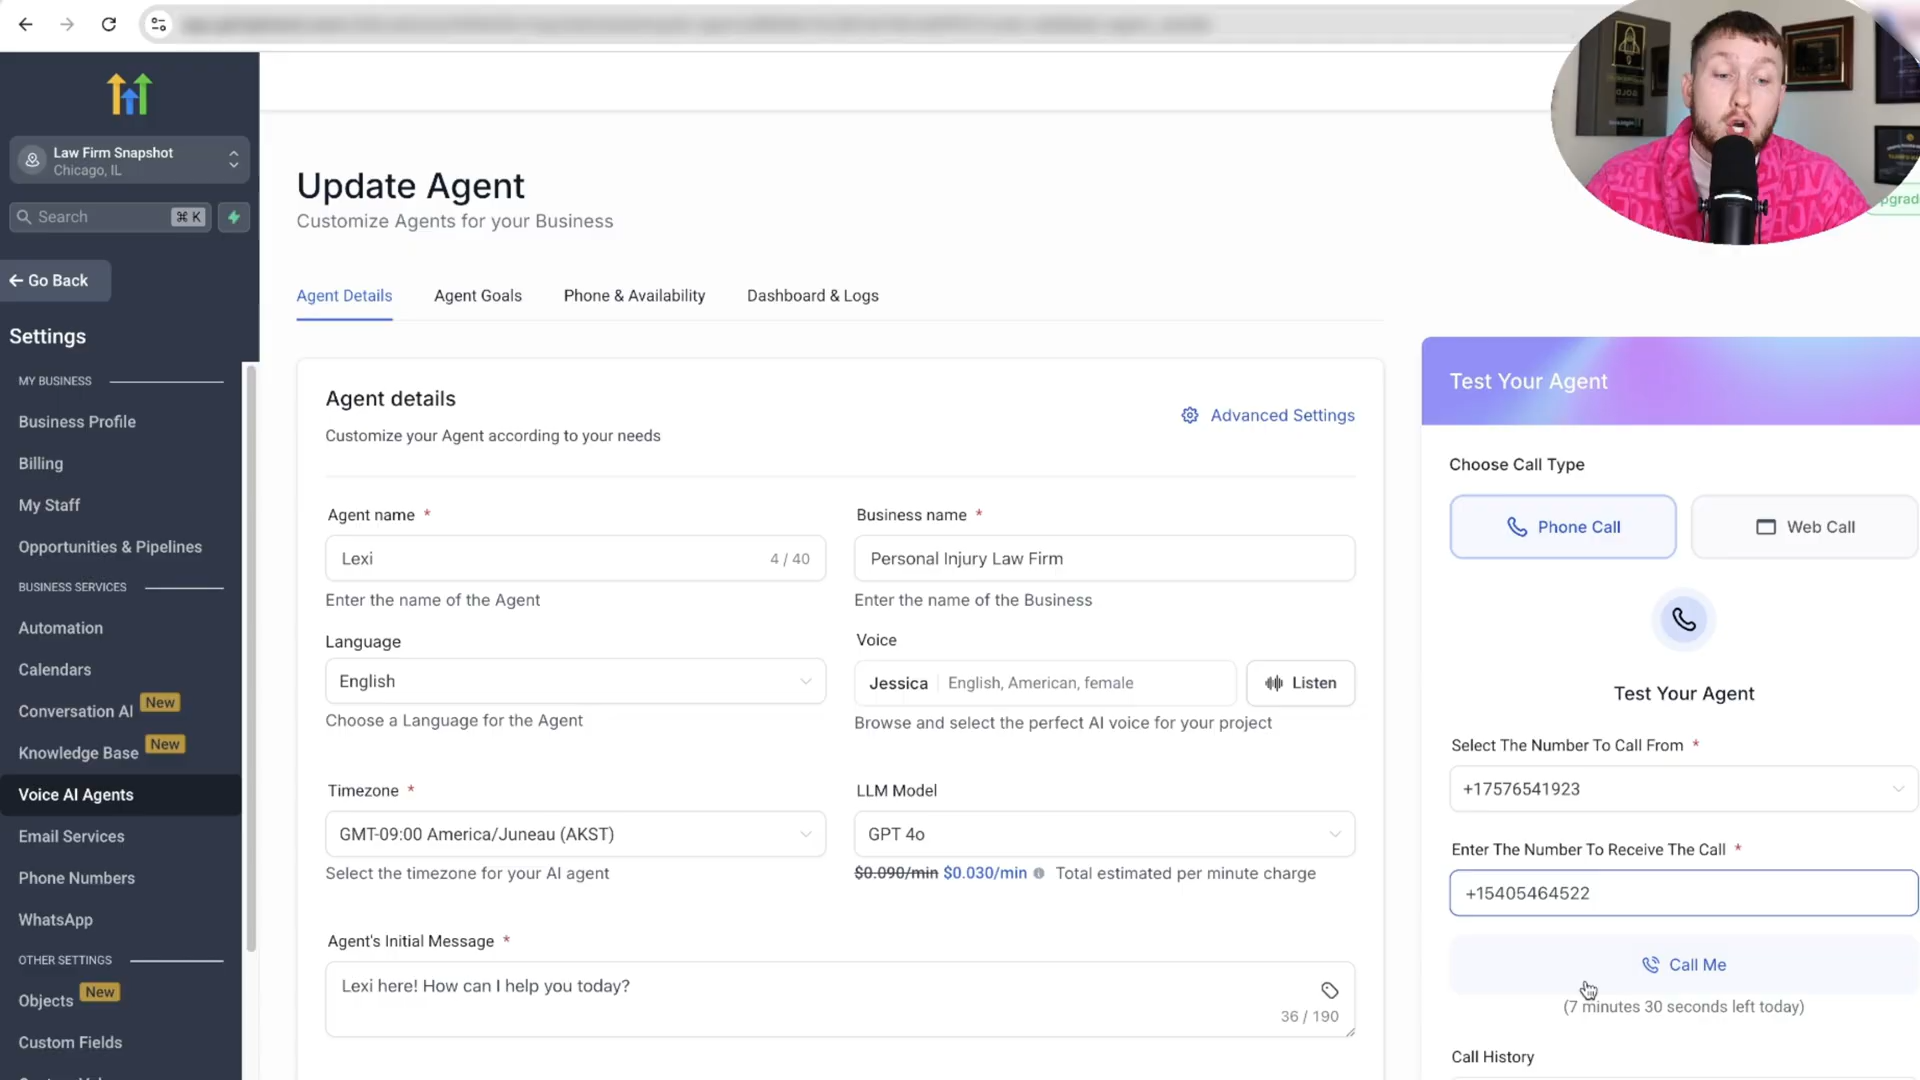 Law Firm Snapshot
Chicago, IL
Search
⌘ K
Go Back
Settings
MY BUSINESS
Business Profile
Billing
My Staff
Opportunities & Pipelines
BUSINESS SERVICES
Automation
Calendars
Conversation AI New
Knowledge Base New
Voice AI Agents
Email Services
Phone Numbers
WhatsApp
OTHER SETTINGS
Objects New
Custom Fields
Update Agent
Customize Agents for your Business
Agent Details
Agent Goals
Phone & Availability
Dashboard & Logs
Agent details
Customize your Agent according to your needs
Advanced Settings
Agent name *
Lexi
4 / 40
Enter the name of the Agent
Business name *
Personal Injury Law Firm
Enter the name of the Business
Language
English
Choose a Language for the Agent
Voice
Jessica English, American, female
Listen
Browse and select the perfect AI voice for your project
Timezone *
GMT-09:00 America/Juneau (AKST)
Select the timezone for your AI agent
LLM Model
GPT 4o
$0.090/min $0.030/min Total estimated per minute charge
Agent's Initial Message *
Lexi here! How can I help you today?
36 / 190
Test Your Agent
Choose Call Type
Phone Call
Web Call
Test Your Agent
Select The Number To Call From *
+17576541923
Enter The Number To Receive The Call *
+15405464522
Call Me
(7 minutes 30 seconds left today)
Call History